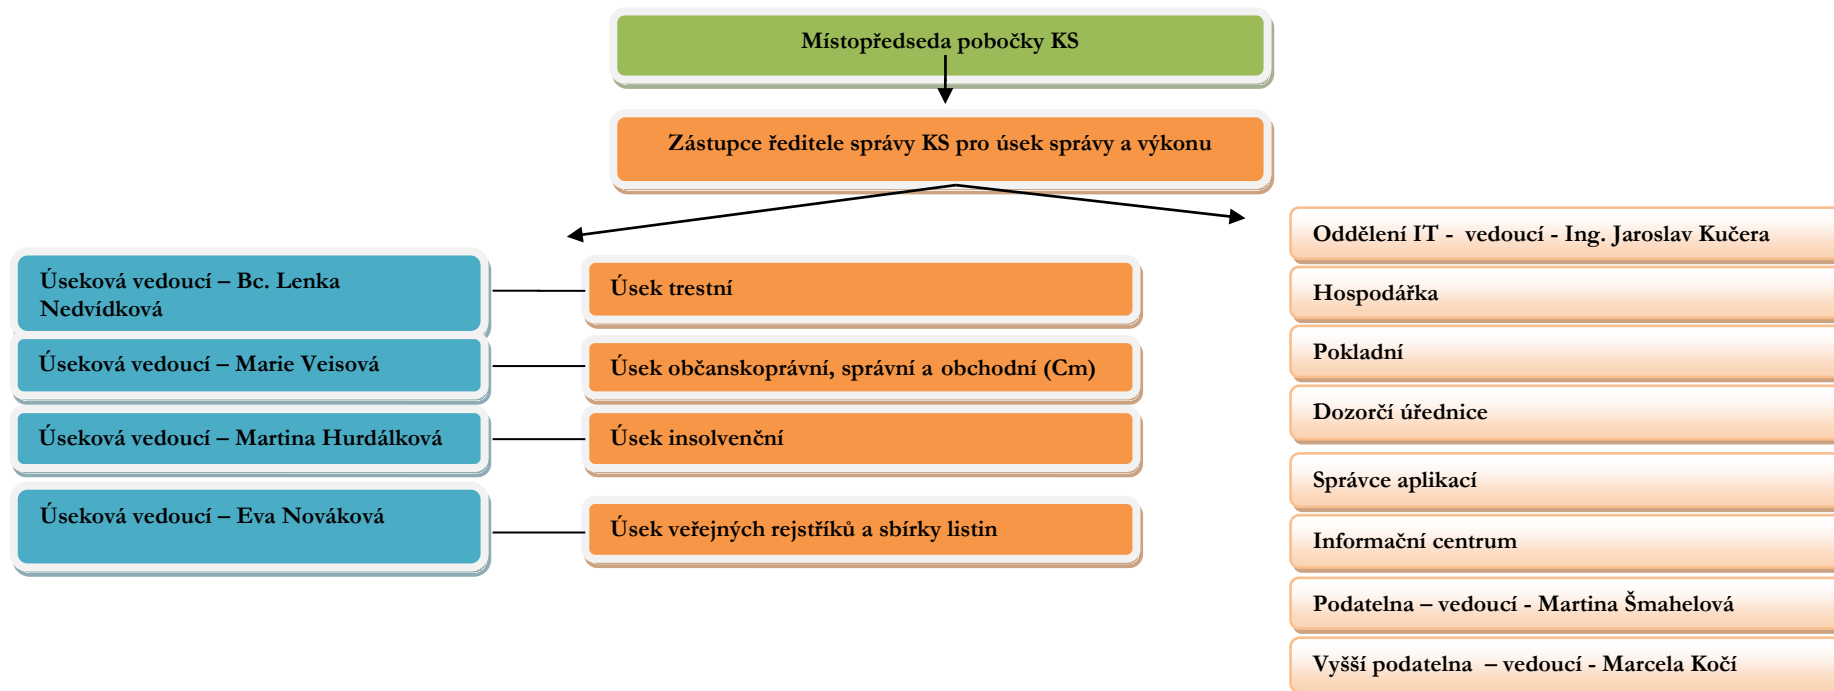 Místopředseda pobočky KS
Zástupce ředitele správy KS pro úsek správy a výkonu
Úseková vedoucí – Bc. Lenka
Nedvídková
Úsek trestní
Úseková vedoucí – Marie Veisová
Úsek občanskoprávní, správní a obchodní (Cm)
Úseková vedoucí – Martina Hurdálková
Úsek insolvenční
Úseková vedoucí – Eva Nováková
Úsek veřejných rejstříků a sbírky listin
Oddělení IT - vedoucí - Ing. Jaroslav Kučera
Hospodářka
Pokladní
Dozorčí úřednice
Správce aplikací
Informační centrum
Podatelna – vedoucí - Martina Šmahelová
Vyšší podatelna – vedoucí - Marcela Kočí